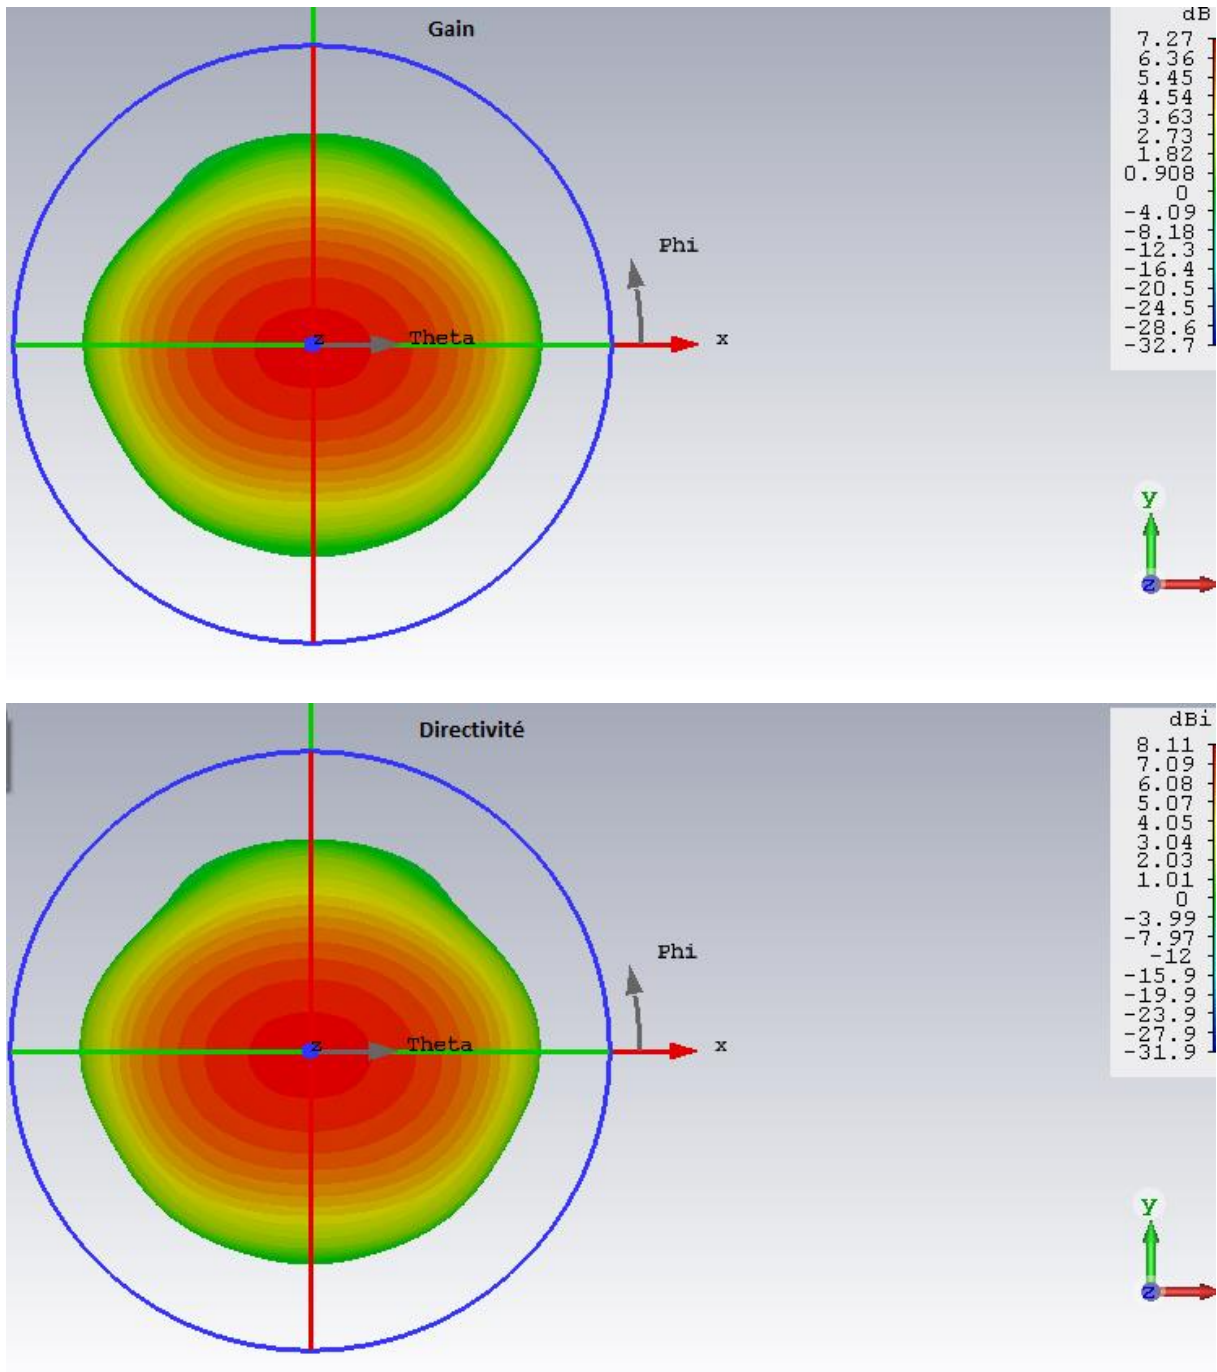 Gain
dB
7.27
6.36
5.45
4.54
3.63
2.73
1.82
0.908
0
-4.09
-8.18
-12.3
-16.4
-20.5
-24.5
-28.6
-32.7
Phi
z
Theta
x
y
z
Directivité
dBi
8.11
7.09
6.08
5.07
4.05
3.04
2.03
1.01
0
-3.99
-7.97
-12
-15.9
-19.9
-23.9
-27.9
-31.9
Phi
z
Theta
x
y
z